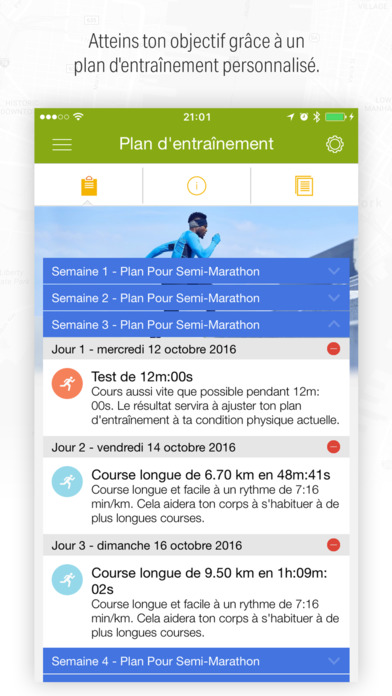 Atteins ton objectif grâce à un
plan d'entraînement personnalisé.
21:01
Plan d'entraînement
Semaine 1 - Plan Pour Semi-Marathon
Semaine 2 - Plan Pour Semi-Marathon
Semaine 3 - Plan Pour Semi-Marathon
Jour 1 - mercredi 12 octobre 2016
Test de 12m:00s
Cours aussi vite que possible pendant 12m:
00s. Le résultat servira à ajuster ton plan
d'entraînement à ta condition physique actuelle.
Jour 2 - vendredi 14 octobre 2016
Course longue de 6.70 km en 48m:41s
Course longue et facile à un rythme de 7:16
min/km. Cela aidera ton corps à s'habituer à de
plus longues courses.
Jour 3 - dimanche 16 octobre 2016
Course longue de 9.50 km en 1h:09m:
02s
Course longue et facile à un rythme de 7:16
min/km. Cela aidera ton corps à s'habituer à de
plus longues courses.
Semaine 4 - Plan Pour Semi-Marathon